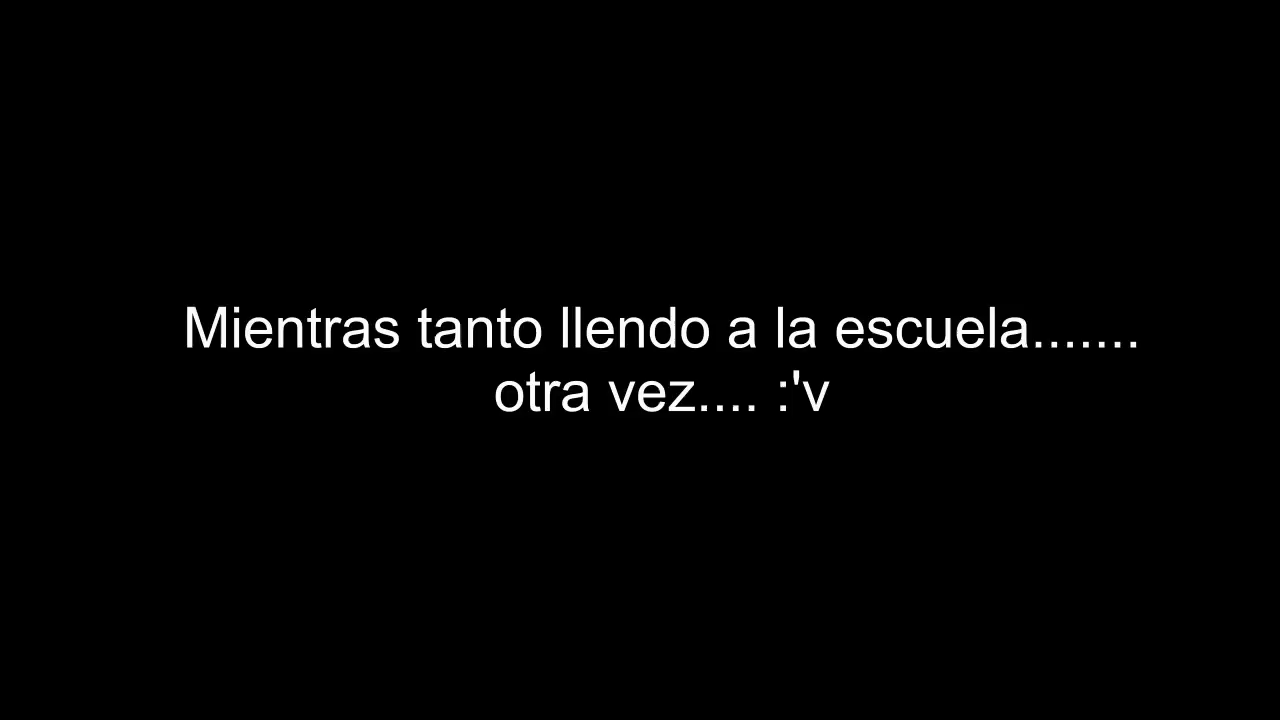 Mientras tanto llendo a la escuela.......
otra vez.... :'v